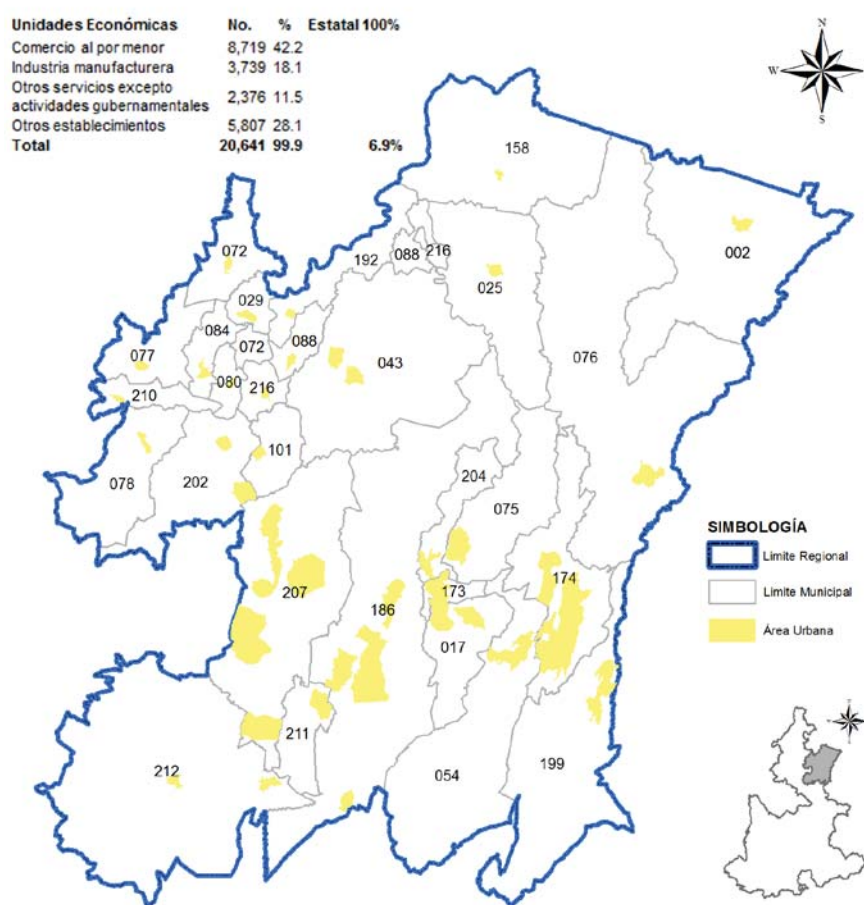 Unidades Económicas No. % Estatal 100%
Comercio al por menor 8,719 42.2
Industria manufacturera 3,739 18.1
Otros servicios excepto
actividades gubernamentales 2,376 11.5
Otros establecimientos 5,807 28.1
Total 20,641 99.9 6.9%
N
W E
S
158
002
072
192 088 216
025
029
084
088
072
076
077
043
080
216
210
101
204
078
202
075
SIMBOLOGÍA
Limite Regional
Limite Municipal
Área Urbana
207
186
173
174
017
211
212
054
199